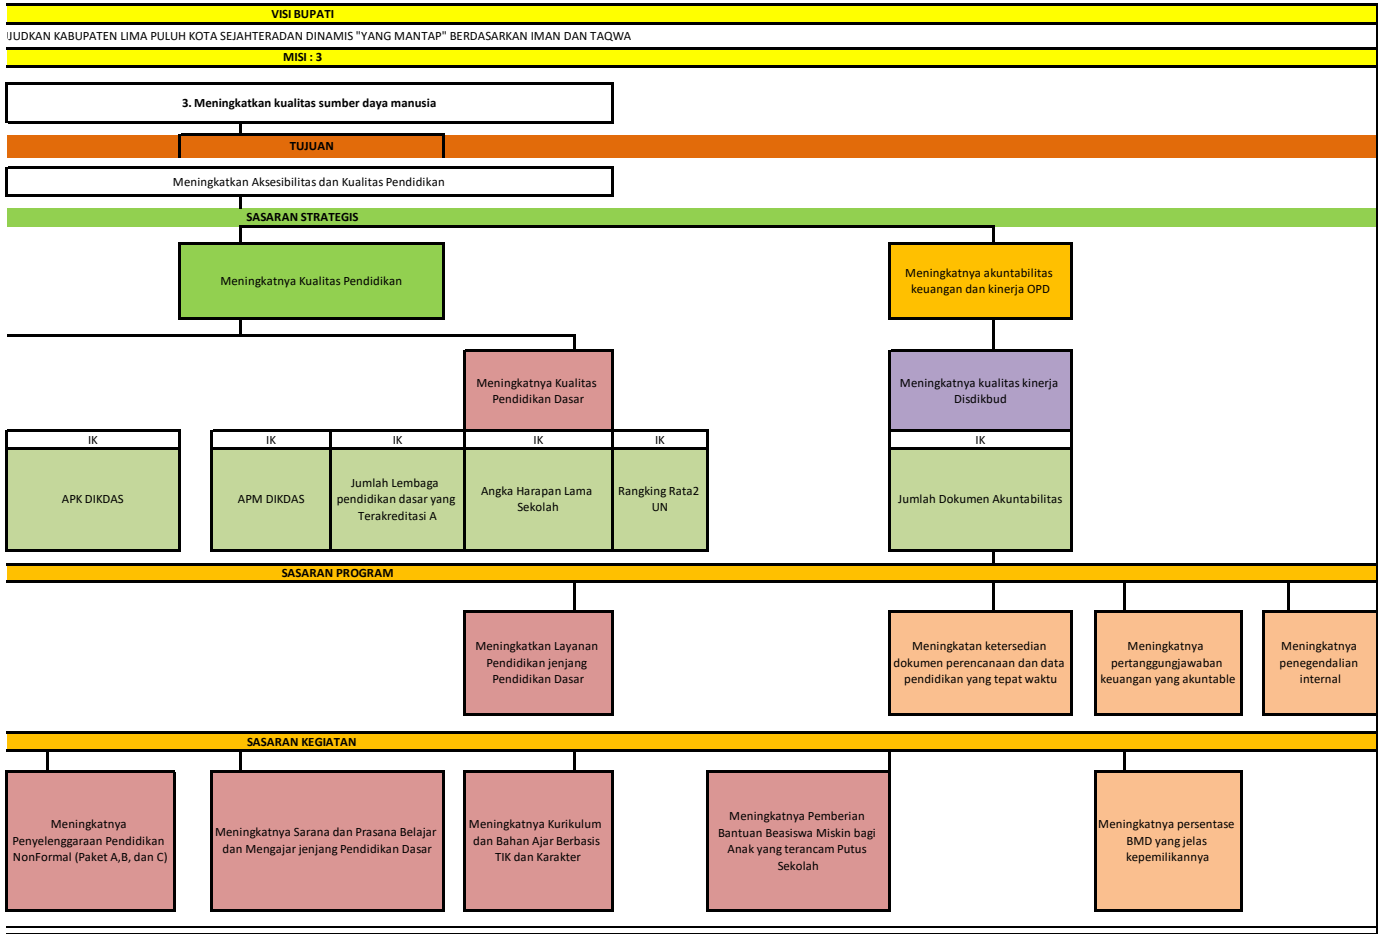 VISI BUPATI
UJUDKAN KABUPATEN LIMA PULUH KOTA SEJAHTERADAN DINAMIS "YANG MANTAP" BERDASARKAN IMAN DAN TAQWA
MISI : 3
3. Meningkatkan kualitas sumber daya manusia
TUJUAN
Meningkatkan Aksesibilitas dan Kualitas Pendidikan
SASARAN STRATEGIS
Meningkatnya Kualitas Pendidikan
Meningkatnya akuntabilitas
keuangan dan kinerja OPD
Meningkatnya Kualitas
Pendidikan Dasar
Meningkatnya kualitas kinerja
Disdikbud
IK
IK
IK
IK
IK
IK
APK DIKDAS
APM DIKDAS
Jumlah Lembaga
pendidikan dasar yang
Terakreditasi A
Angka Harapan Lama
Sekolah
Rangking Rata2
UN
Jumlah Dokumen Akuntabilitas
SASARAN PROGRAM
Meningkatkan Layanan
Pendidikan jenjang
Pendidikan Dasar
Meningkatan ketersedian
dokumen perencanaan dan data
pendidikan yang tepat waktu
Meningkatnya
pertanggungjawaban
keuangan yang akuntable
Meningkatnya
penegendalian
internal
SASARAN KEGIATAN
Meningkatnya
Penyelenggaraan Pendidikan
NonFormal (Paket A,B, dan C)
Meningkatnya Sarana dan Prasana Belajar
dan Mengajar jenjang Pendidikan Dasar
Meningkatnya Kurikulum
dan Bahan Ajar Berbasis
TIK dan Karakter
Meningkatnya Pemberian
Bantuan Beasiswa Miskin bagi
Anak yang terancam Putus
Sekolah
Meningkatnya persentase
BMD yang jelas
kepemilikannya